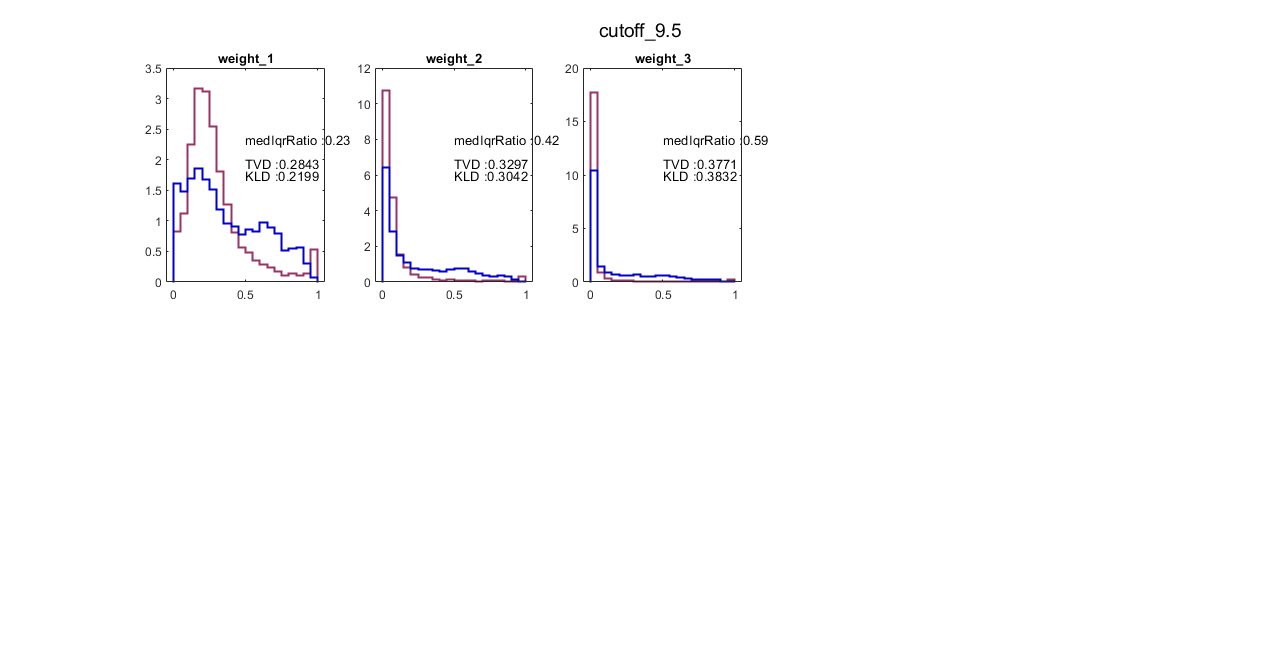 cutoff_9.5
weight_1
3.5
3
2.5
2
1.5
1
0.5
0
0
0.5
1
medIqrRatio :0.23
TVD :0.2843
KLD :0.2199
weight_2
12
10
8
6
4
2
0
0
0.5
1
medIqrRatio :0.42
TVD :0.3297
KLD :0.3042
weight_3
20
15
10
5
0
0
0.5
1
medIqrRatio :0.59
TVD :0.3771
KLD :0.3832